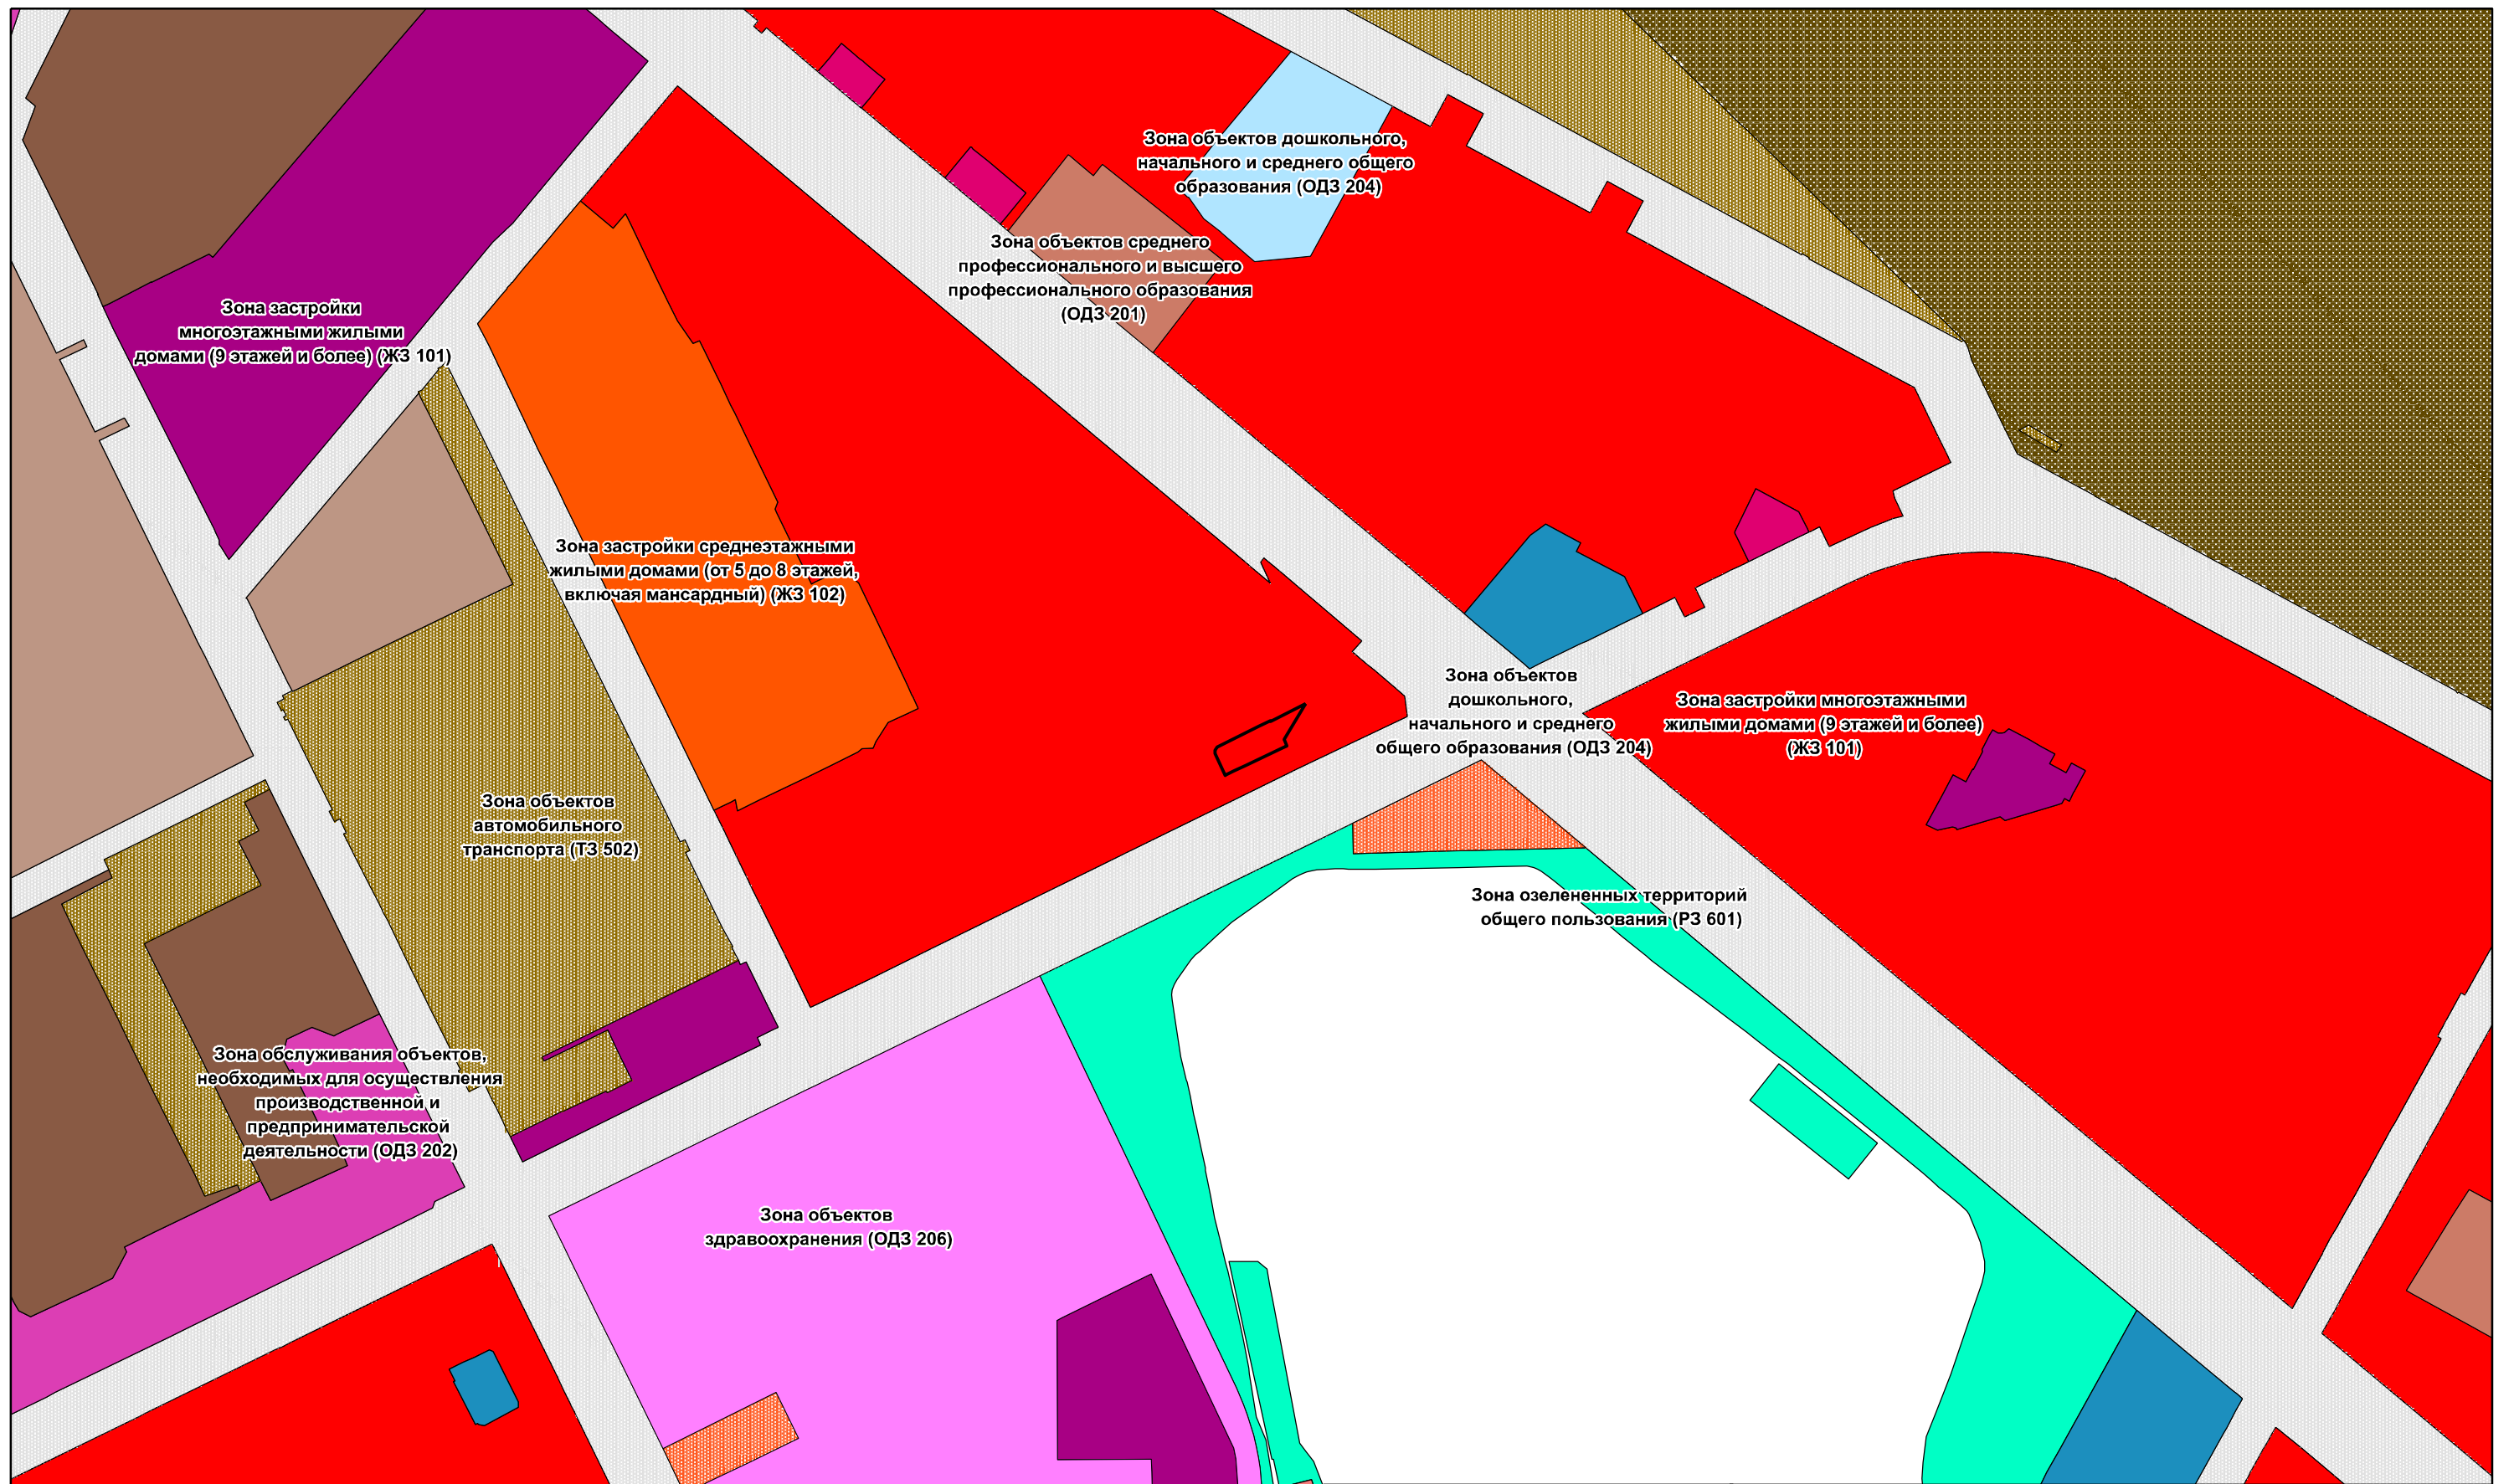 Зона объектов дошкольного,
начального и среднего общего
образования (ОДЗ 204)
Зона объектов среднего
профессионального и высшего
профессионального образования
(ОДЗ 201)
Зона застройки
многоэтажными жилыми
домами (9 этажей и более) (ЖЗ 101)
Зона застройки среднеэтажными
жилыми домами (от 5 до 8 этажей,
включая мансардный) (ЖЗ 102)
Зона объектов
дошкольного,
начального и среднего
общего образования (ОДЗ 204)
Зона застройки многоэтажными
жилыми домами (9 этажей и более)
(ЖЗ 101)
Зона объектов
автомобильного
транспорта (ТЗ 502)
Зона озелененных территорий
общего пользования (РЗ 601)
Зона обслуживания объектов,
необходимых для осуществления
производственной и
предпринимательской
деятельности (ОДЗ 202)
Зона объектов
здравоохранения (ОДЗ 206)